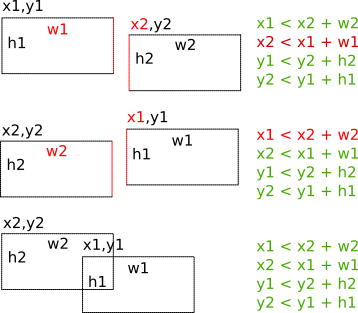 x1,y1
w1
h1
x2,y2
w2
h2
x1 < x2 + w2
x2 < x1 + w1
y1 < y2 + h2
y2 < y1 + h1
x2,y2
w2
h2
x1,y1
w1
h1
x1 < x2 + w2
x2 < x1 + w1
y1 < y2 + h2
y2 < y1 + h1
x2,y2
w2
h2
x1,y1
w1
h1
x1 < x2 + w2
x2 < x1 + w1
y1 < y2 + h2
y2 < y1 + h1